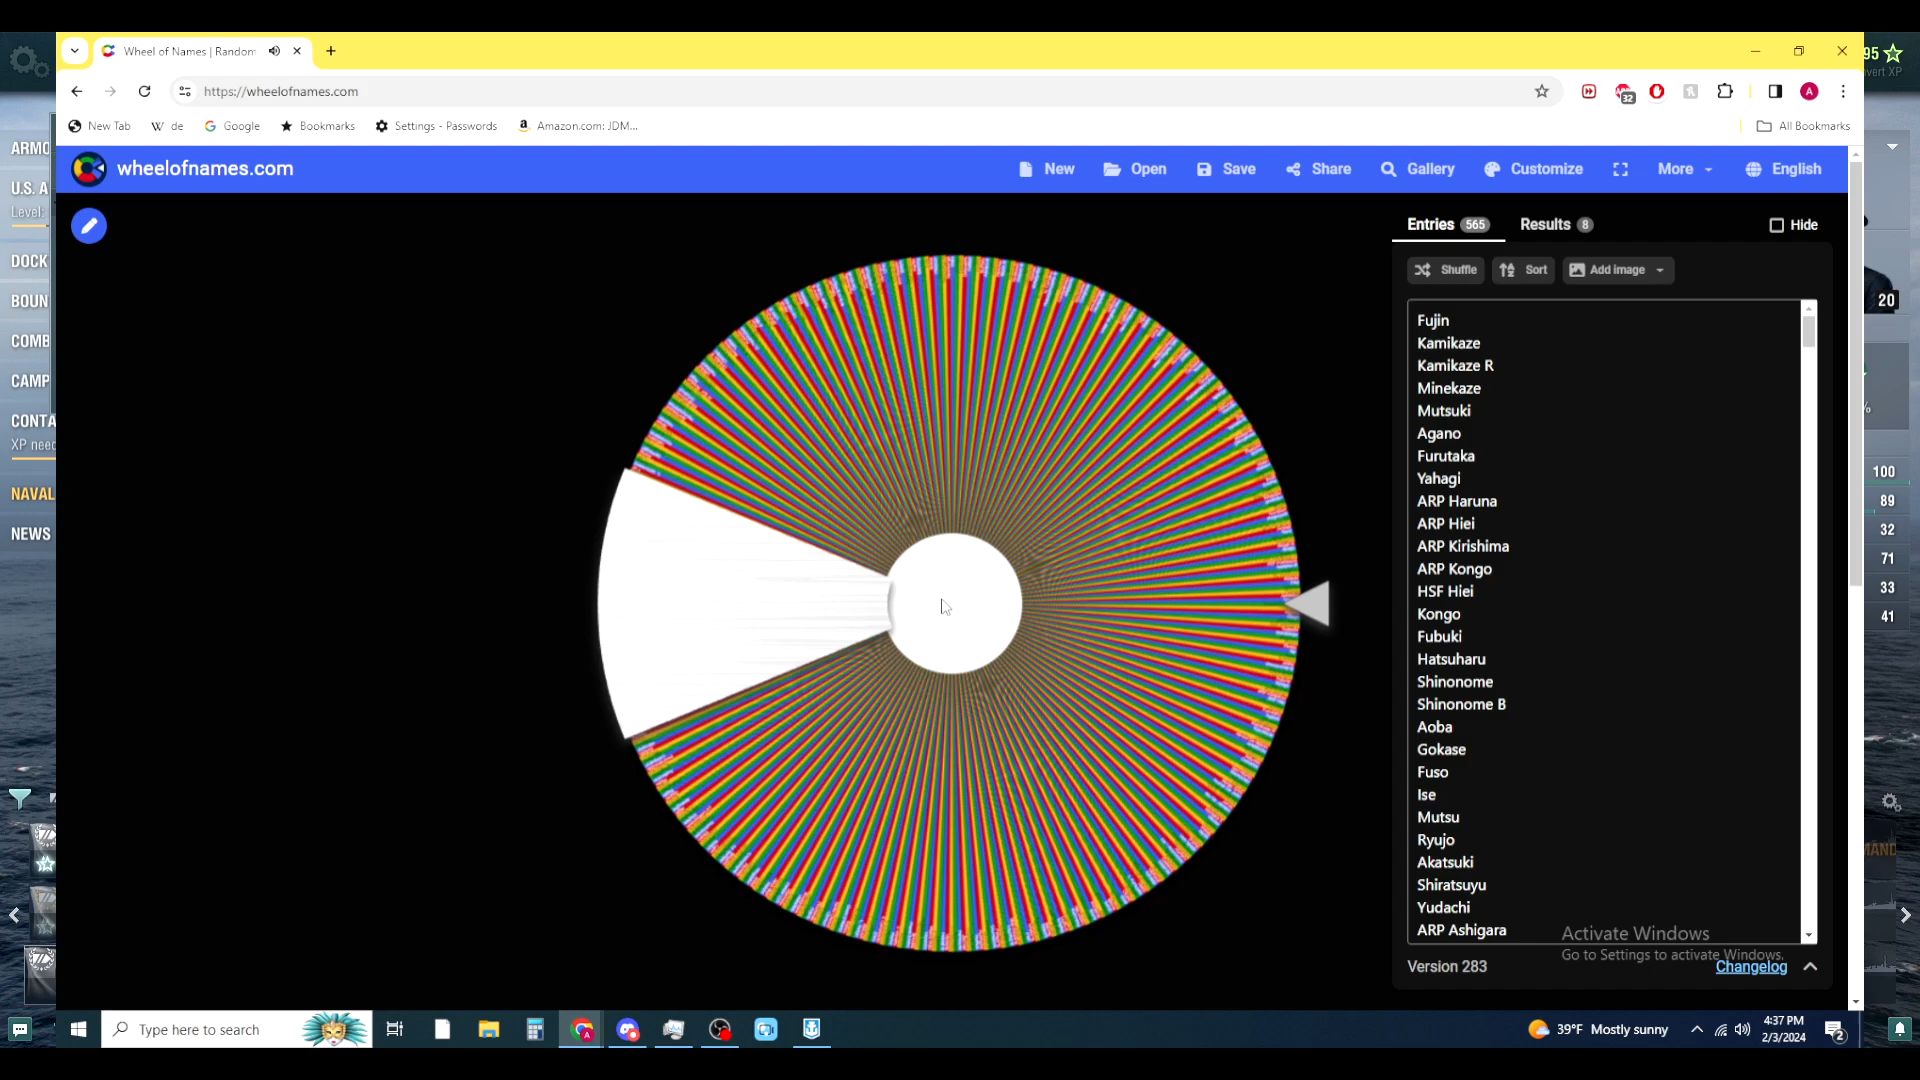 Wheel of Names | Random
95
vert XP
https://wheelofnames.com
32
A
New Tab
W de
Google
Bookmarks
Settings - Passwords
Amazon.com: JDM...
All Bookmarks
wheelofnames.com
New
Open
Save
Share
Gallery
Customize
More
English
ARMO
U.S. A
Level:
DOCK
BOUN
COMB
CAMP
CONTA
XP need
NAVAL
NEWS
Entries 565
Results 8
Hide
Shuffle
Sort
Add image
Fujin
Kamikaze
Kamikaze R
Minekaze
Mutsuki
Agano
Furutaka
Yahagi
ARP Haruna
ARP Hiei
ARP Kirishima
ARP Kongo
HSF Hiei
Kongo
Fubuki
Hatsuharu
Shinonome
Shinonome B
Aoba
Gokase
Fuso
Ise
Mutsu
Ryujo
Akatsuki
Shiratsuyu
Yudachi
ARP Ashigara
20
%
100
89
32
71
33
41
MAND
Activate Windows
Go to Settings to activate Windows.
Version 283
Changelog
Type here to search
39°F Mostly sunny
4:37 PM
2/3/2024
2